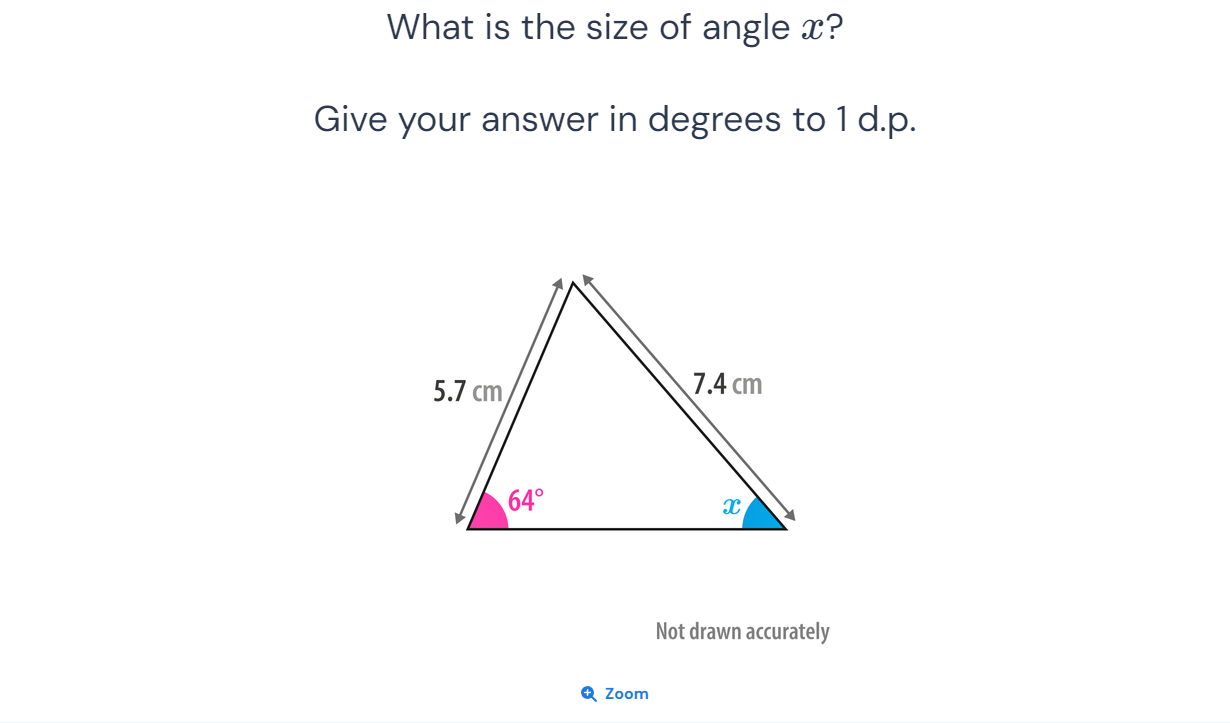 What is the size of angle x?
Give your answer in degrees to 1 d.p.
5.7 cm
7.4 cm
64°
x
Not drawn accurately
Zoom